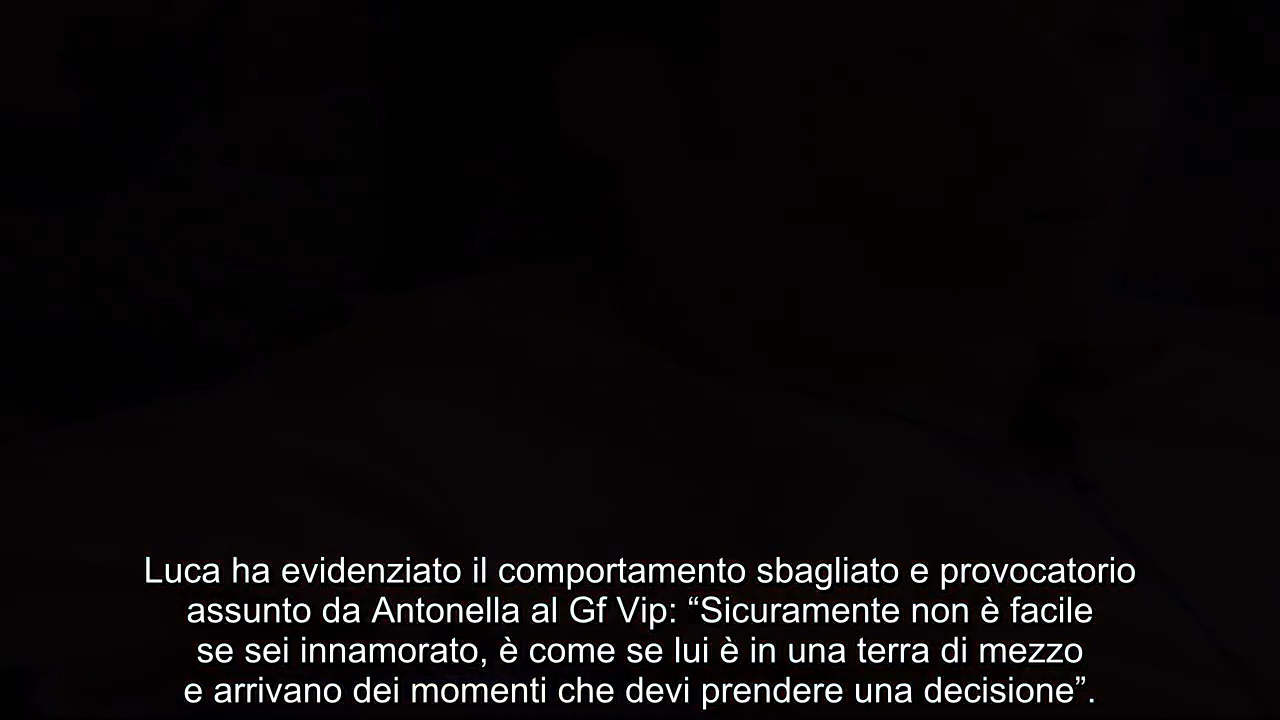 Luca ha evidenziato il comportamento sbagliato e provocatorio
assunto da Antonella al Gf Vip: “Sicuramente non è facile
se sei innamorato, è come se lui è in una terra di mezzo
e arrivano dei momenti che devi prendere una decisione”.